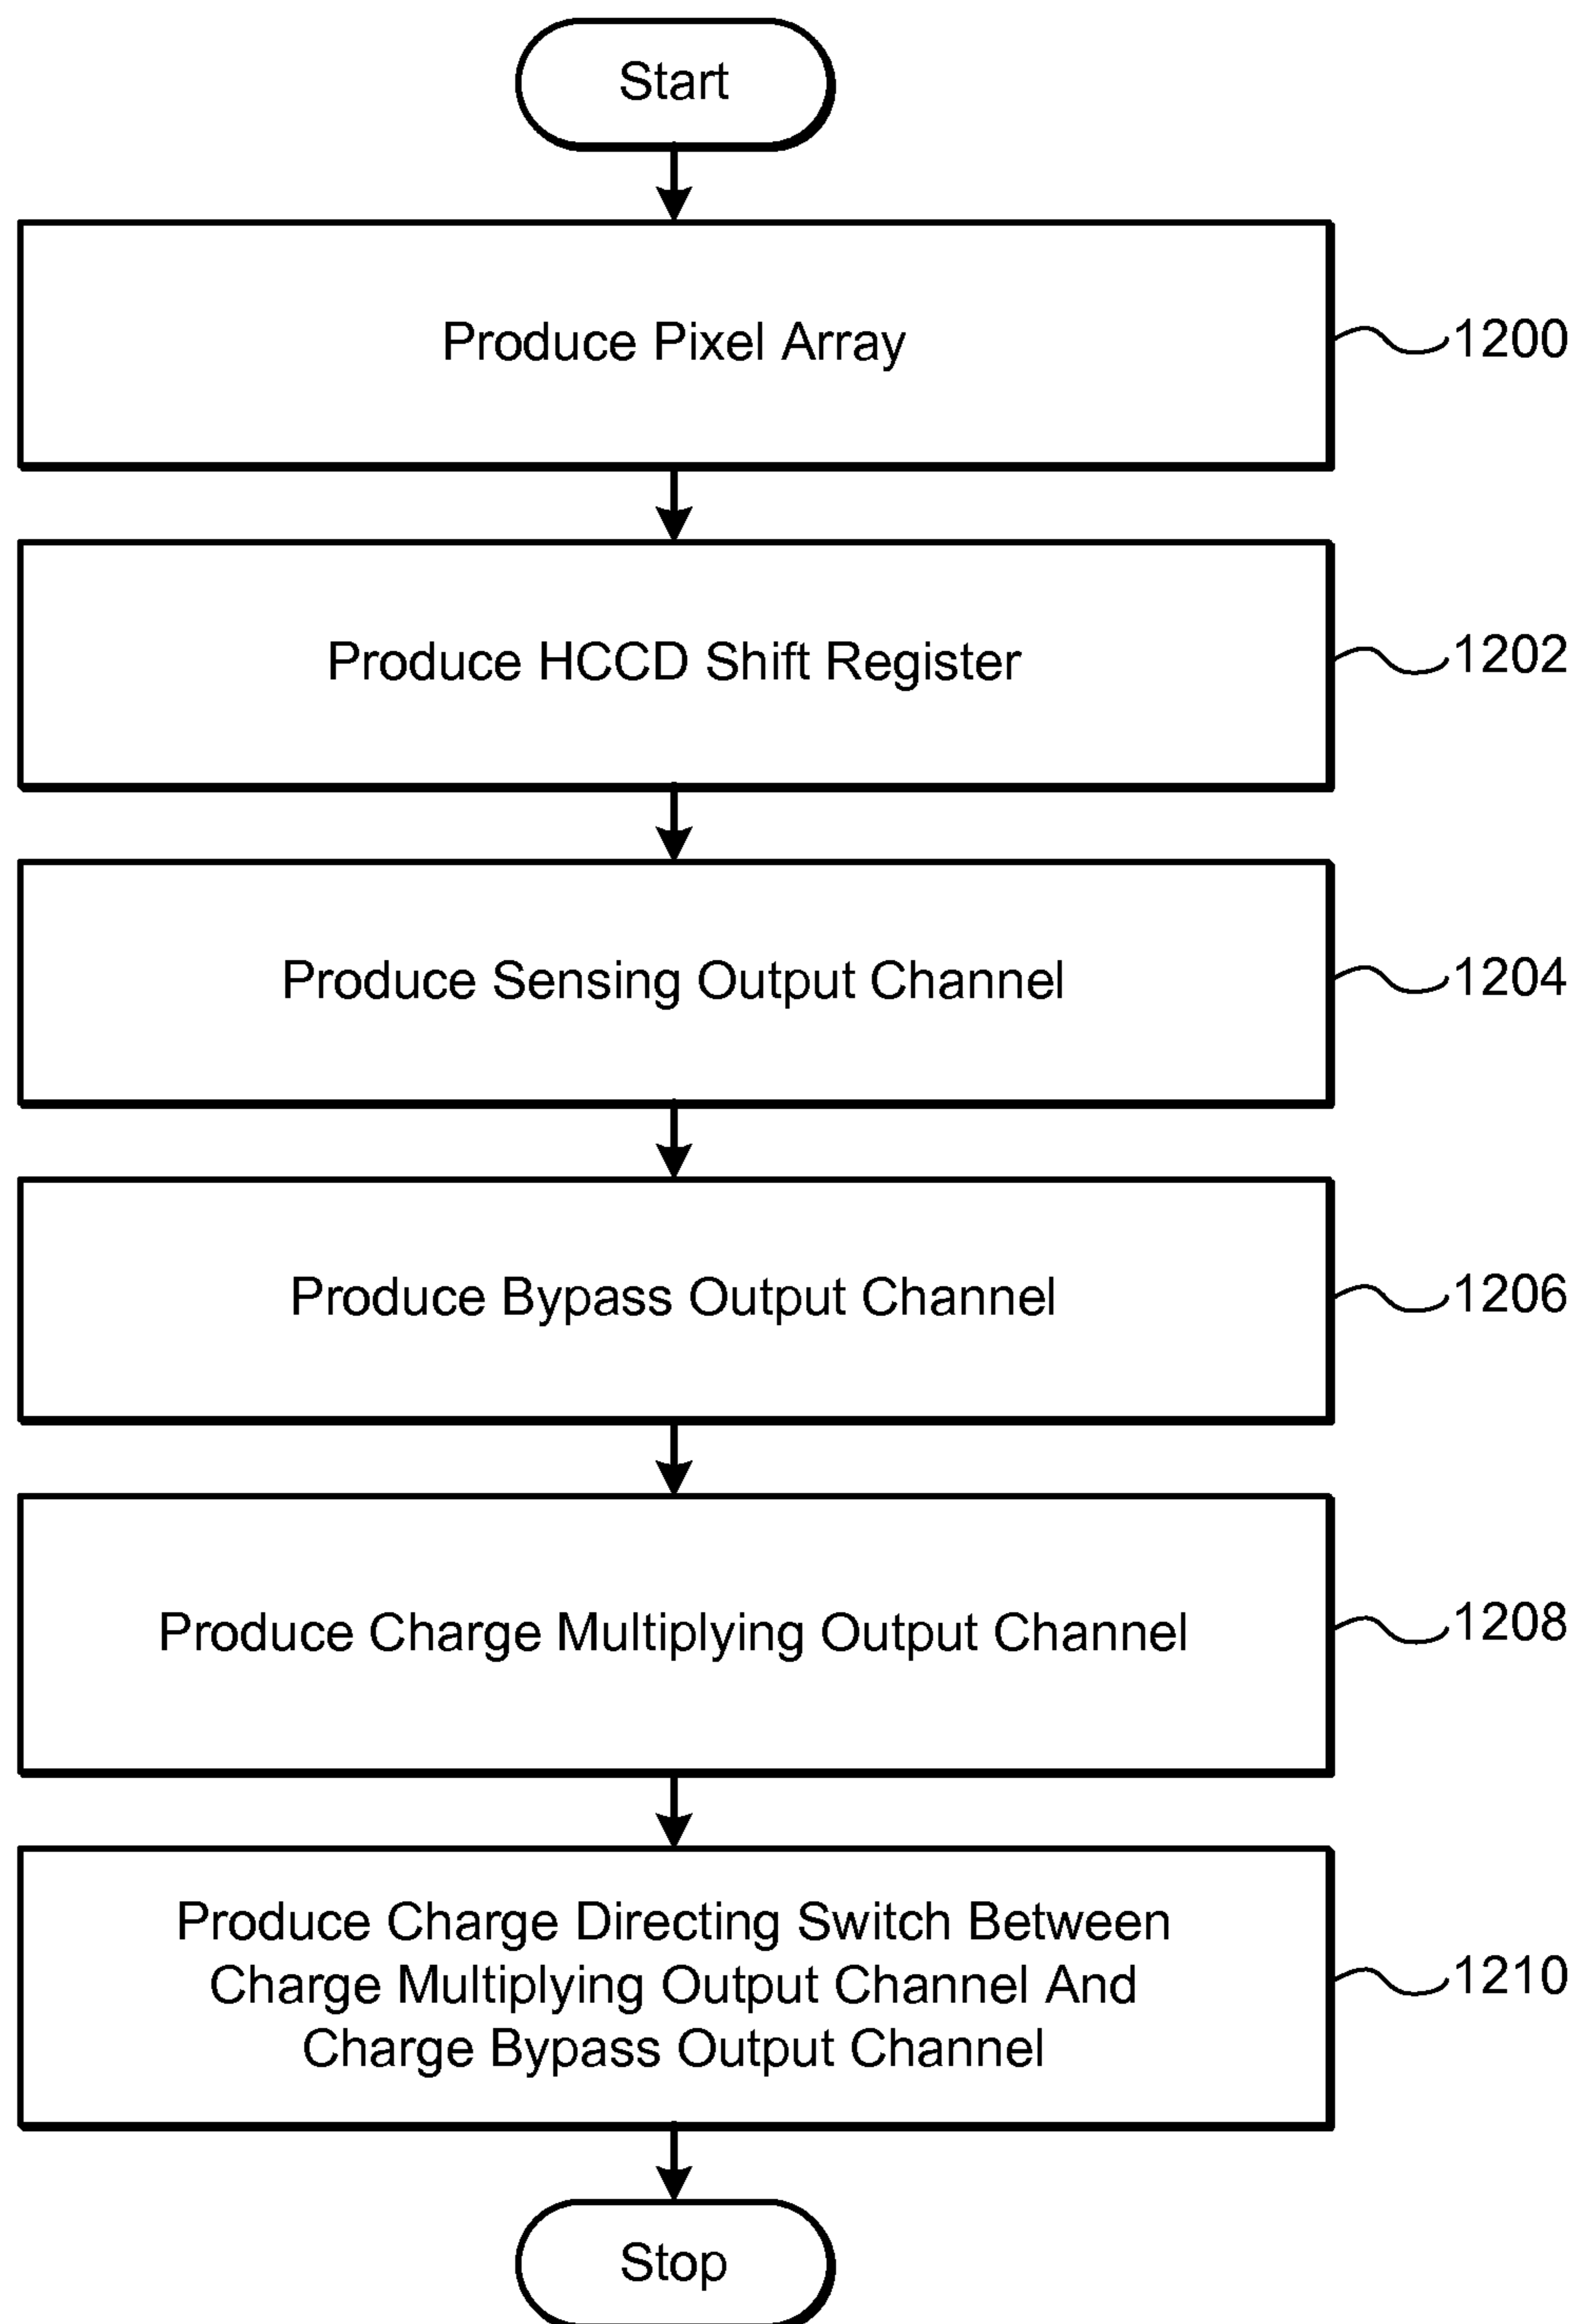 Start
Produce Pixel Array
1200
Produce HCCD Shift Register
1202
Produce Sensing Output Channel
1204
Produce Bypass Output Channel
1206
Produce Charge Multiplying Output Channel
1208
Produce Charge Directing Switch Between
Charge Multiplying Output Channel And
Charge Bypass Output Channel
1210
Stop